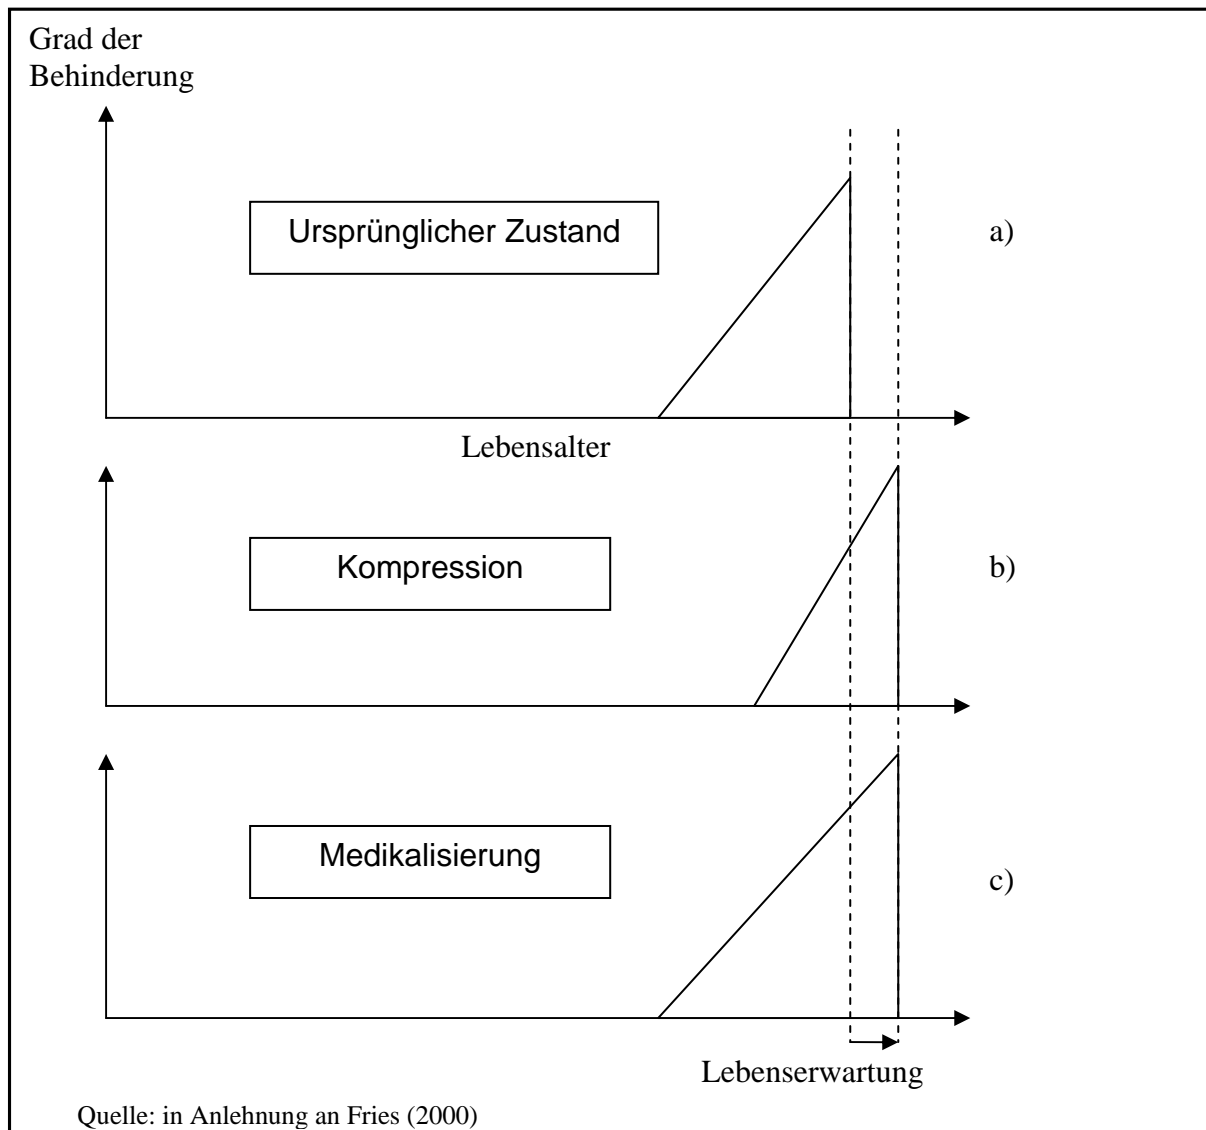 Grad der
Behinderung
Ursprünglicher Zustand
a)
Lebensalter
Kompression
b)
Medikalisierung
c)
Lebenserwartung
Quelle: in Anlehnung an Fries (2000)